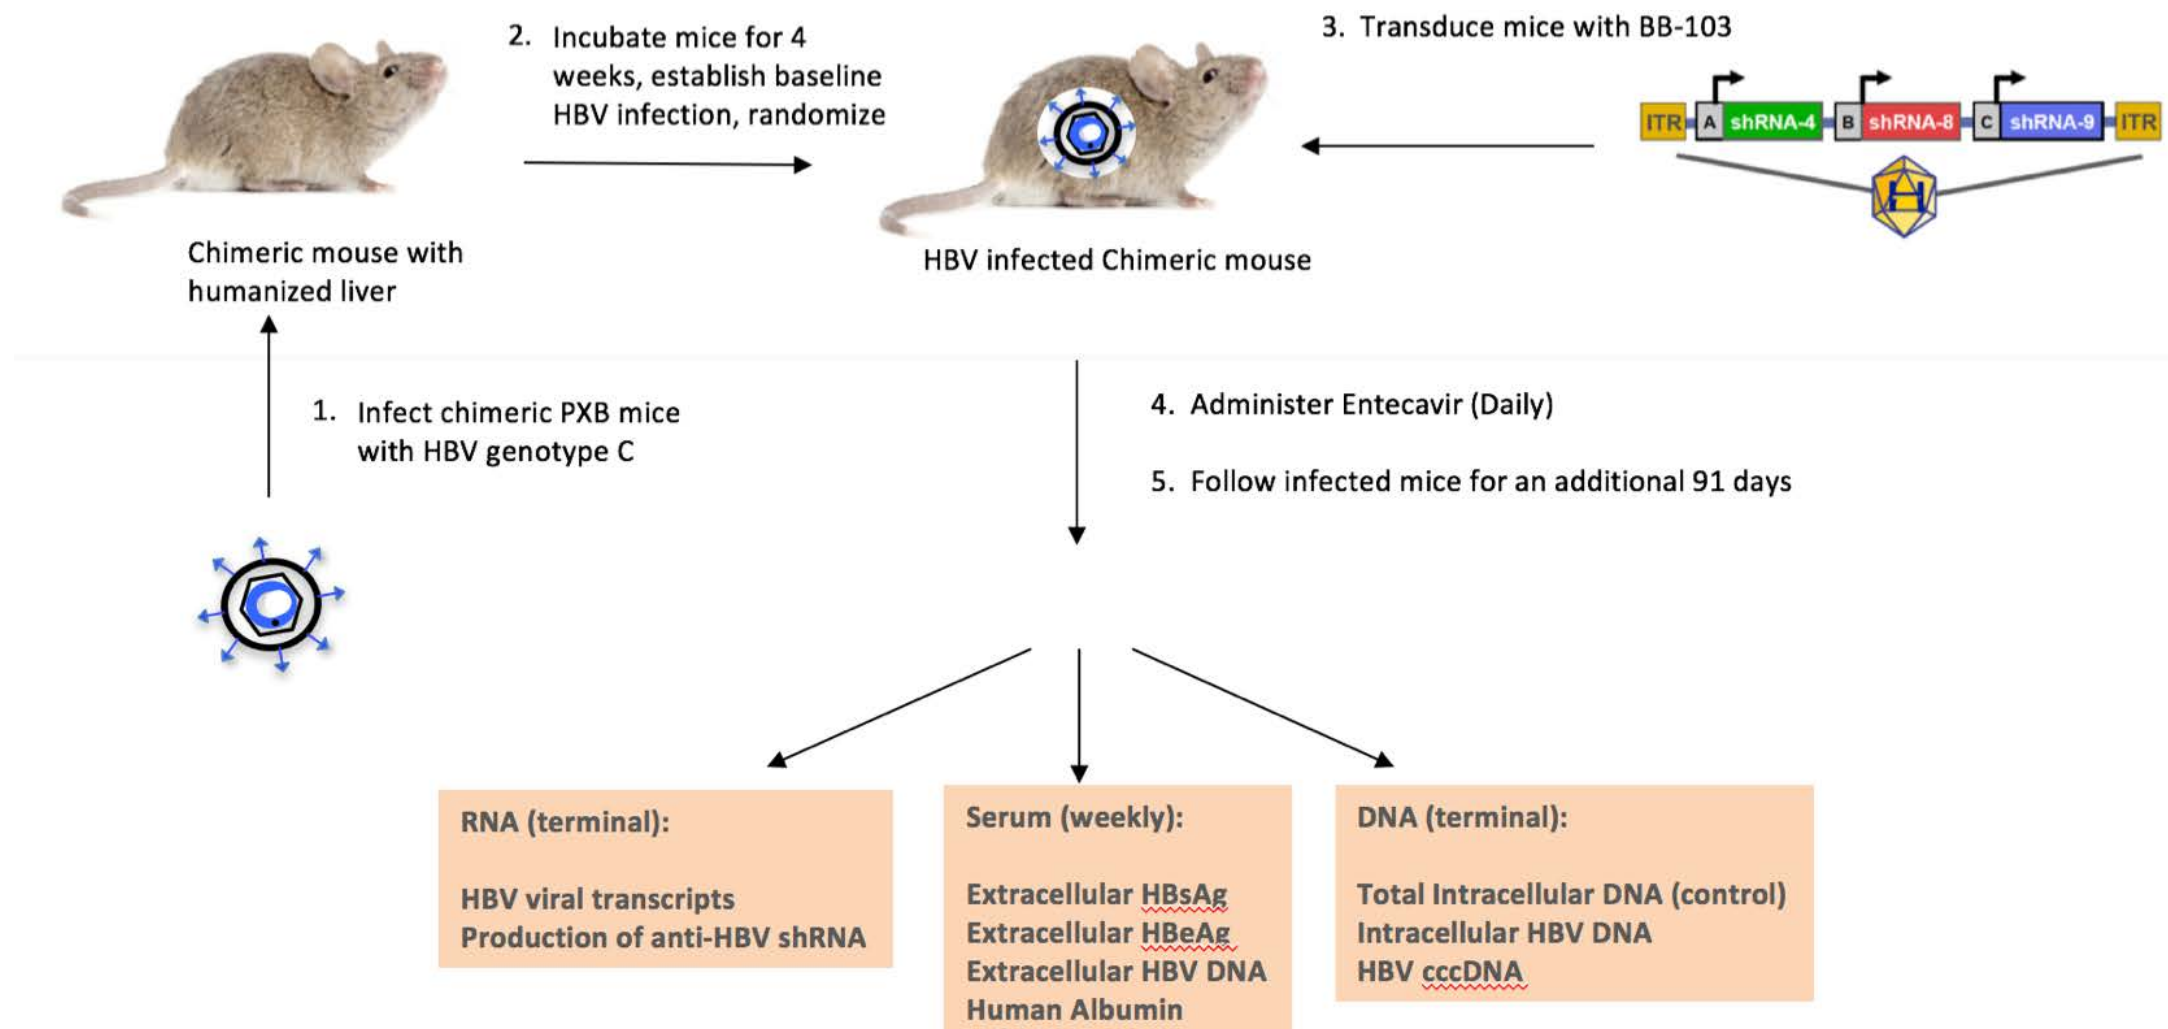 2. Incubate mice for 4
weeks, establish baseline
HBV infection, randomize
3. Transduce mice with BB-103
ITR A shRNA-4 B shRNA-8 C shRNA-9 ITR
H
Chimeric mouse with
humanized liver
HBV infected Chimeric mouse
1. Infect chimeric PXB mice
with HBV genotype C
4. Administer Entecavir (Daily)
5. Follow infected mice for an additional 91 days
RNA (terminal):
HBV viral transcripts
Production of anti-HBV shRNA
Serum (weekly):
Extracellular HBsAg
Extracellular HBeAg
Extracellular HBV DNA
Human Albumin
DNA (terminal):
Total Intracellular DNA (control)
Intracellular HBV DNA
HBV cccDNA